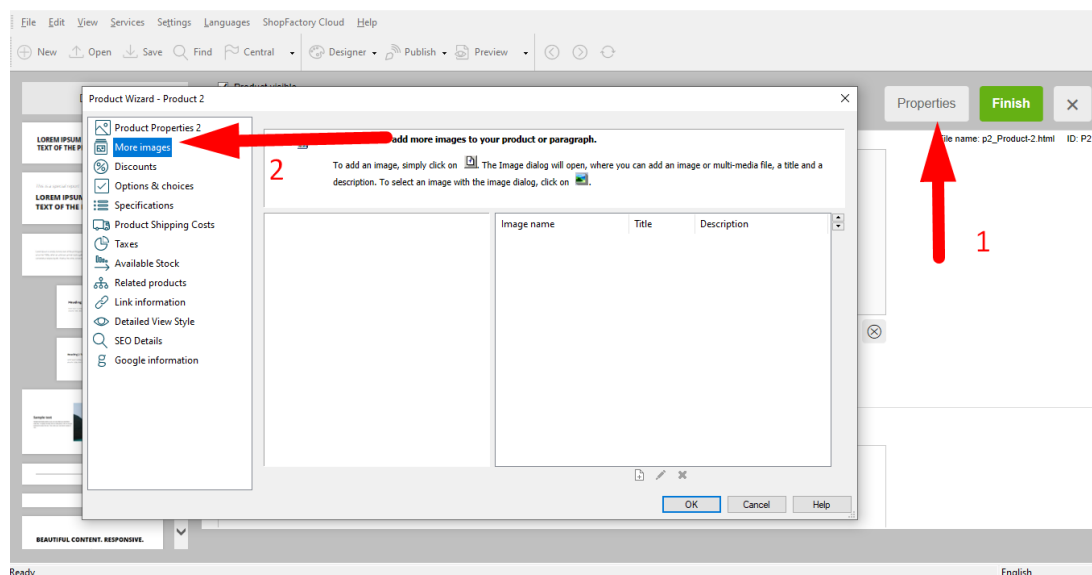 File Edit View Services Settings Languages ShopFactory Cloud Help
New Open Save Find Central Designer Publish Preview
Product visible
Product Wizard - Product 2
Properties Finish
File name: p2_Product-2.html ID: P2
Product Properties 2
More images
Discounts
Options & choices
Specifications
Product Shipping Costs
Taxes
Available Stock
Related products
Link information
Detailed View Style
SEO Details
Google information
add more images to your product or paragraph.
To add an image, simply click on . The Image dialog will open, where you can add an image or multi-media file, a title and a
description. To select an image with the image dialog, click on .
Image name Title Description
2
1
OK Cancel Help
LOREM IPSUM
TEXT OF THE P
LOREM IPSUM
TEXT OF THE
BEAUTIFUL CONTENT. RESPONSIVE.
Ready English